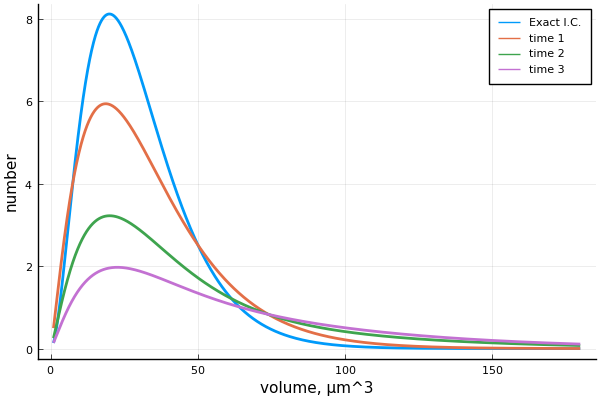 Exact I.C.
time 1
time 2
time 3
8
6
4
2
0
number
0 50 100 150
volume, μm^3